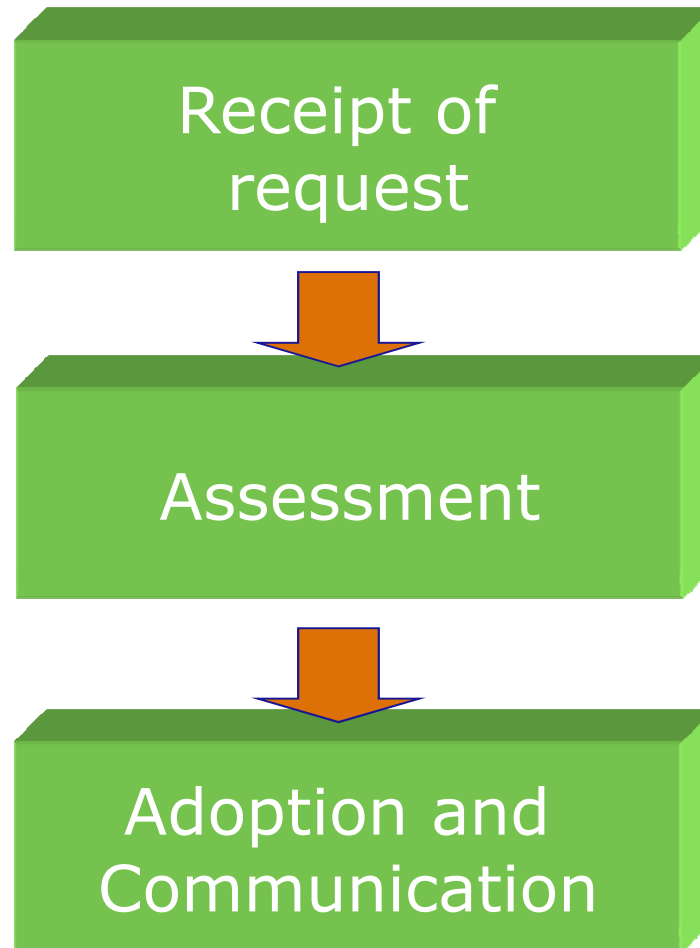 Receipt of
request
Assessment
Adoption and
Communication